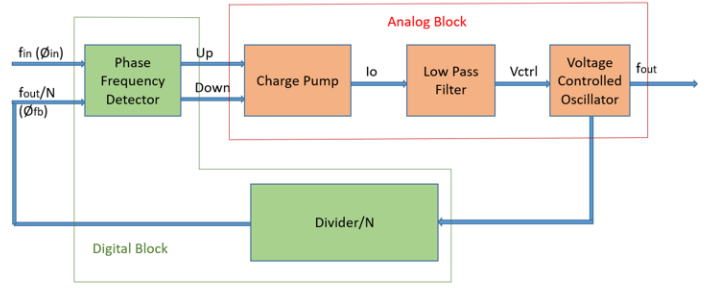 Analog Block
fin (Øin)
Phase
Frequency
Detector
Up
Down
Charge Pump
Io
Low Pass
Filter
Vctrl
Voltage
Controlled
Oscillator
fout
fout/N
(Øfb)
Divider/N
Digital Block